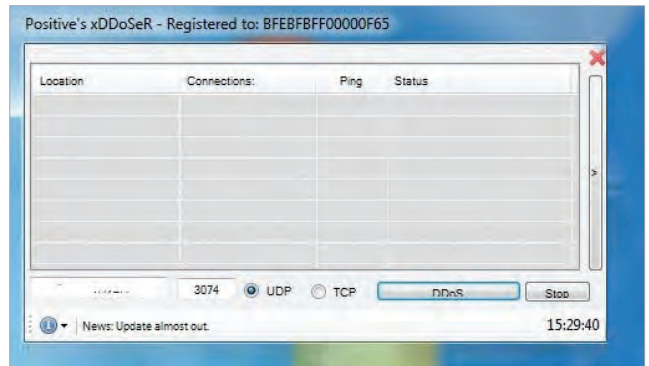 Positive's xDDoSeR - Registered to: BFEBFBFF00000F65
Location Connections: Ping Status
>
3074 UDP TCP DDoS Stop
News: Update almost out. 15:29:40